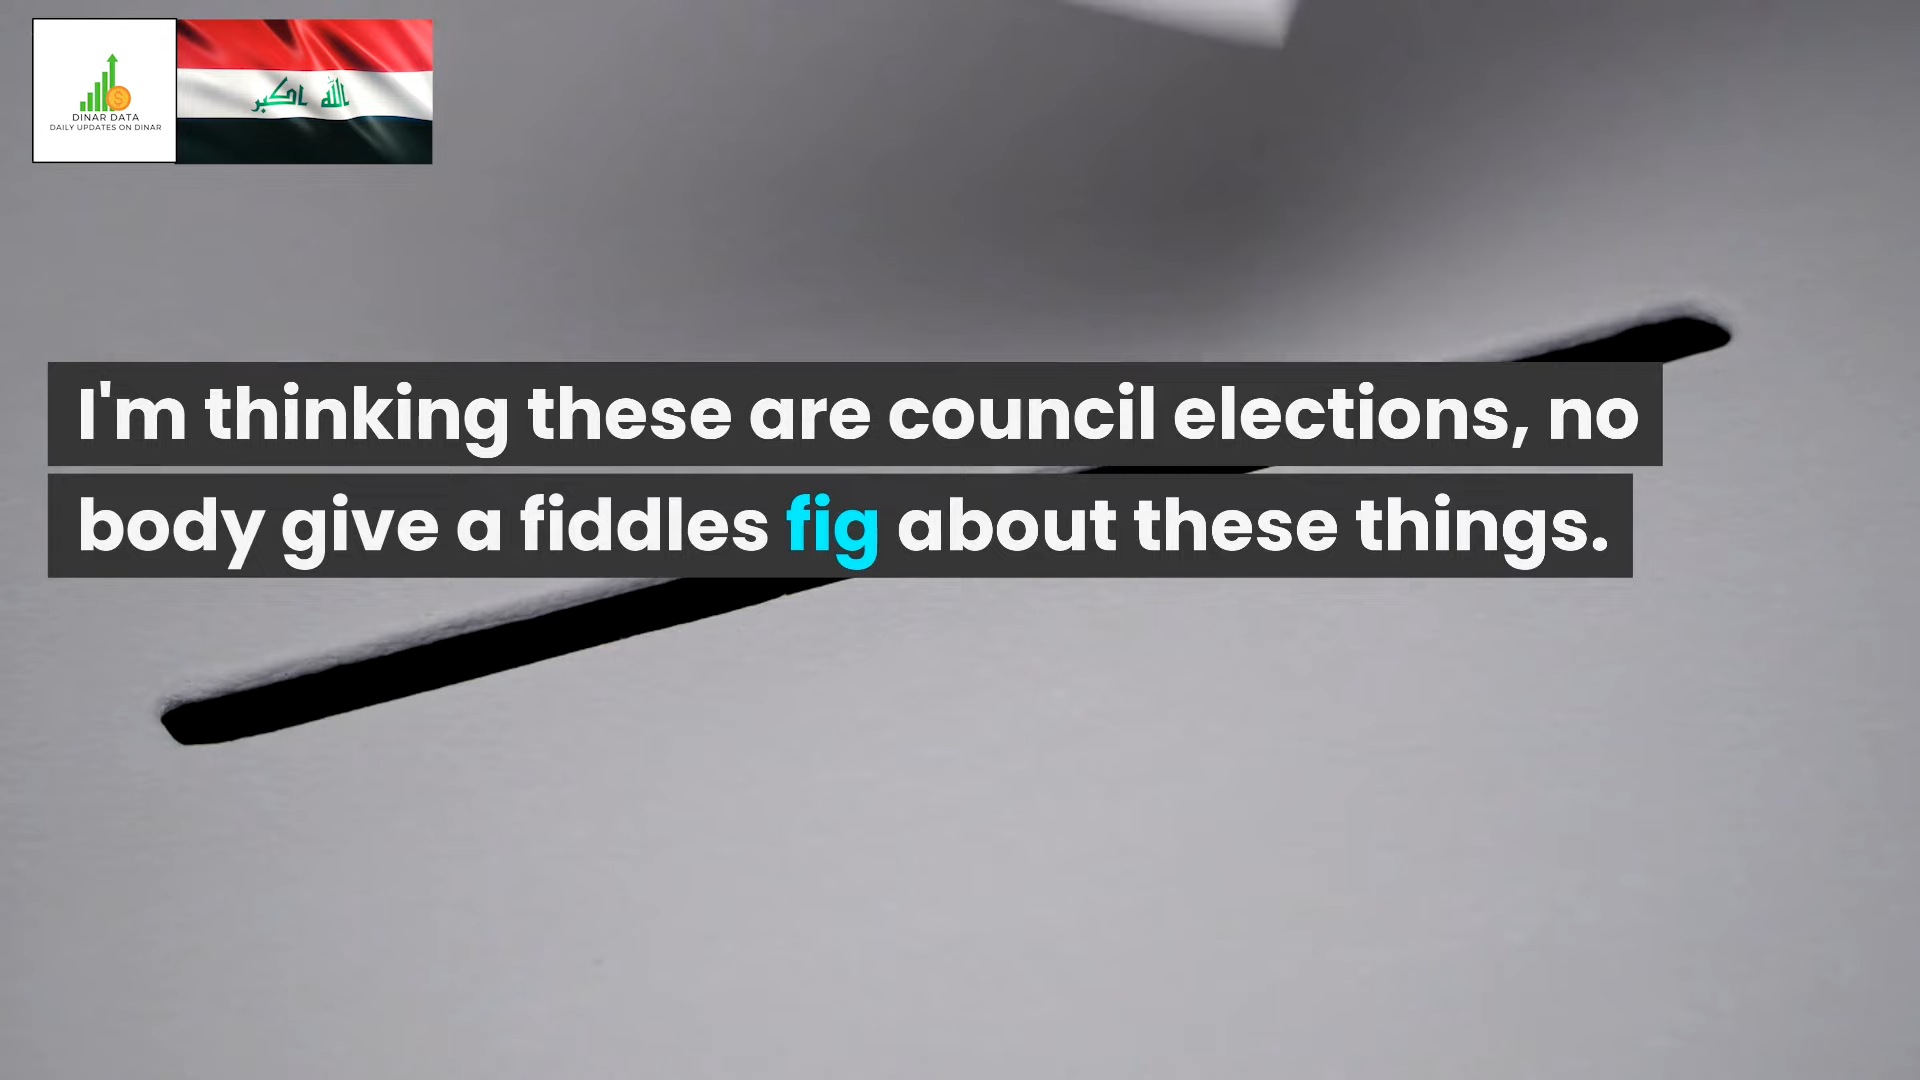 DINAR DATA
DAILY UPDATES ON DINAR
الله اكبر
I'm thinking these are council elections, no
body give a fiddles fig about these things.